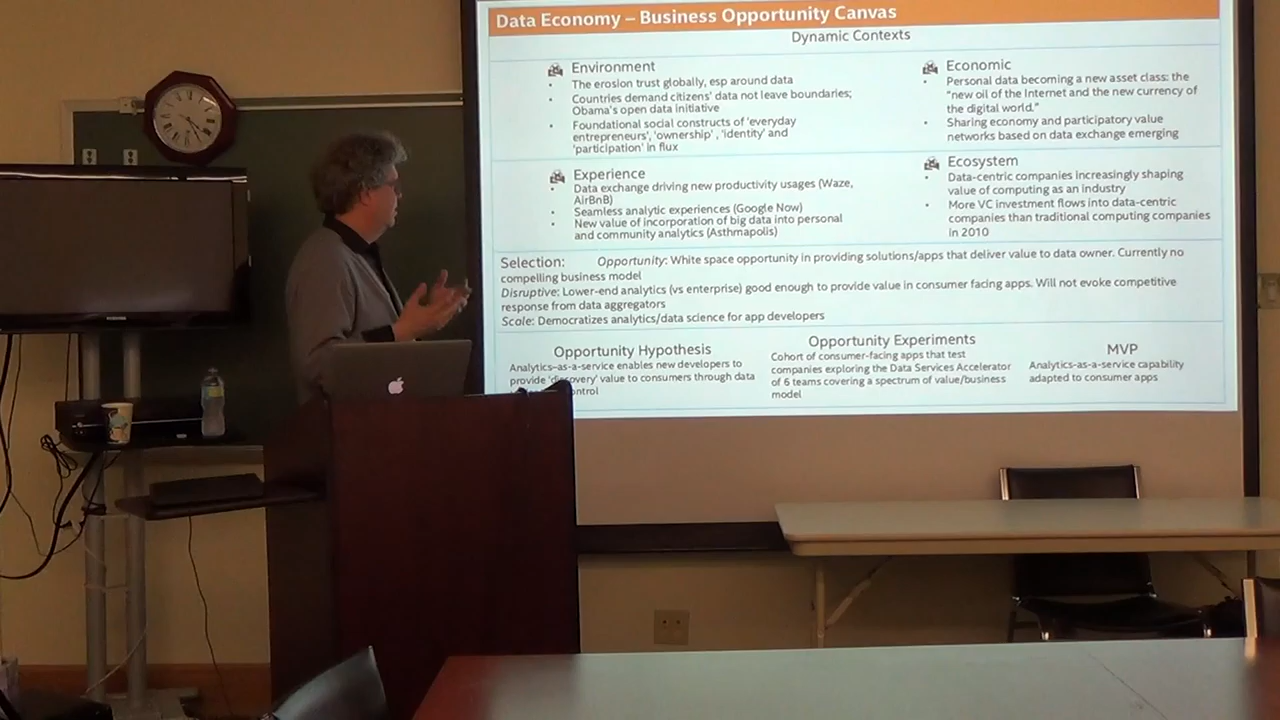 Data Economy – Business Opportunity Canvas
Dynamic Contexts
Environment
• The erosion trust globally, esp around data
• Countries demand citizens' data not leave boundaries;
Obama's open data initiative
• Foundational social constructs of 'everyday
entrepreneurs', 'ownership' , 'identity' and
'participation' in flux
Economic
• Personal data becoming a new asset class: the
"new oil of the Internet and the new currency of
the digital world."
• Sharing economy and participatory value
networks based on data exchange emerging
Experience
• Data exchange driving new productivity usages (Waze,
AirBnB)
• Seamless analytic experiences (Google Now)
• New value of incorporation of big data into personal
and community analytics (Asthmapolis)
Ecosystem
• Data-centric companies increasingly shaping
value of computing as an industry
• More VC investment flows into data-centric
companies than traditional computing companies
in 2010
Selection: Opportunity: White space opportunity in providing solutions/apps that deliver value to data owner. Currently no
compelling business model
Disruptive: Lower-end analytics (vs enterprise) good enough to provide value in consumer facing apps. Will not evoke competitive
response from data aggregators
Scale: Democratizes analytics/data science for app developers
Opportunity Hypothesis
Analytics-as-a-service enables new developers to
provide 'discovery' value to consumers through data
Opportunity Experiments
Cohort of consumer-facing apps that test
companies exploring the Data Services Accelerator
of 6 teams covering a spectrum of value/business
model
MVP
Analytics-as-a-service capability
adapted to consumer apps
SAMSUNG